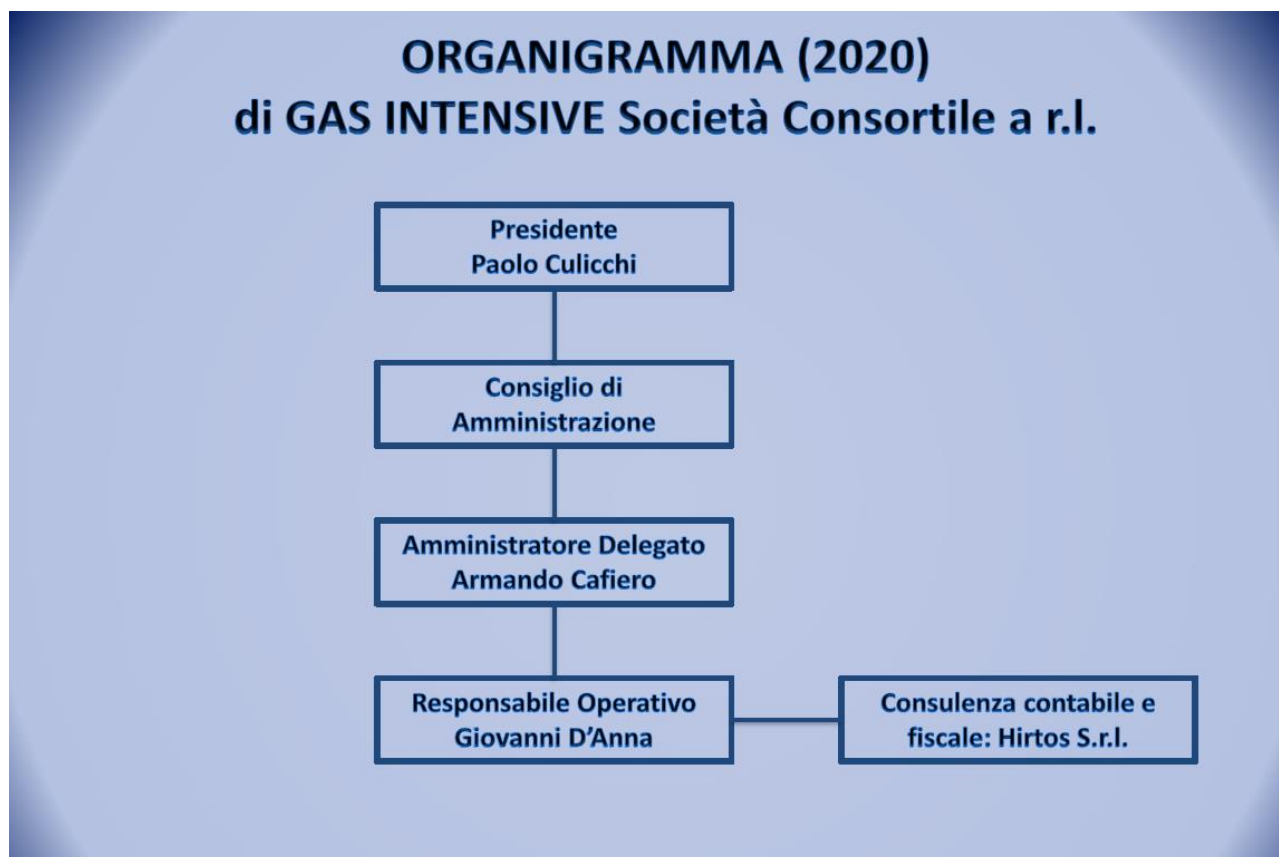 ORGANIGRAMMA (2020)
di GAS INTENSIVE Società Consortile a r.l.
Presidente
Paolo Culicchi
Consiglio di
Amministrazione
Amministratore Delegato
Armando Cafiero
Responsabile Operativo
Giovanni D’Anna
Consulenza contabile e
fiscale: Hirtos S.r.l.